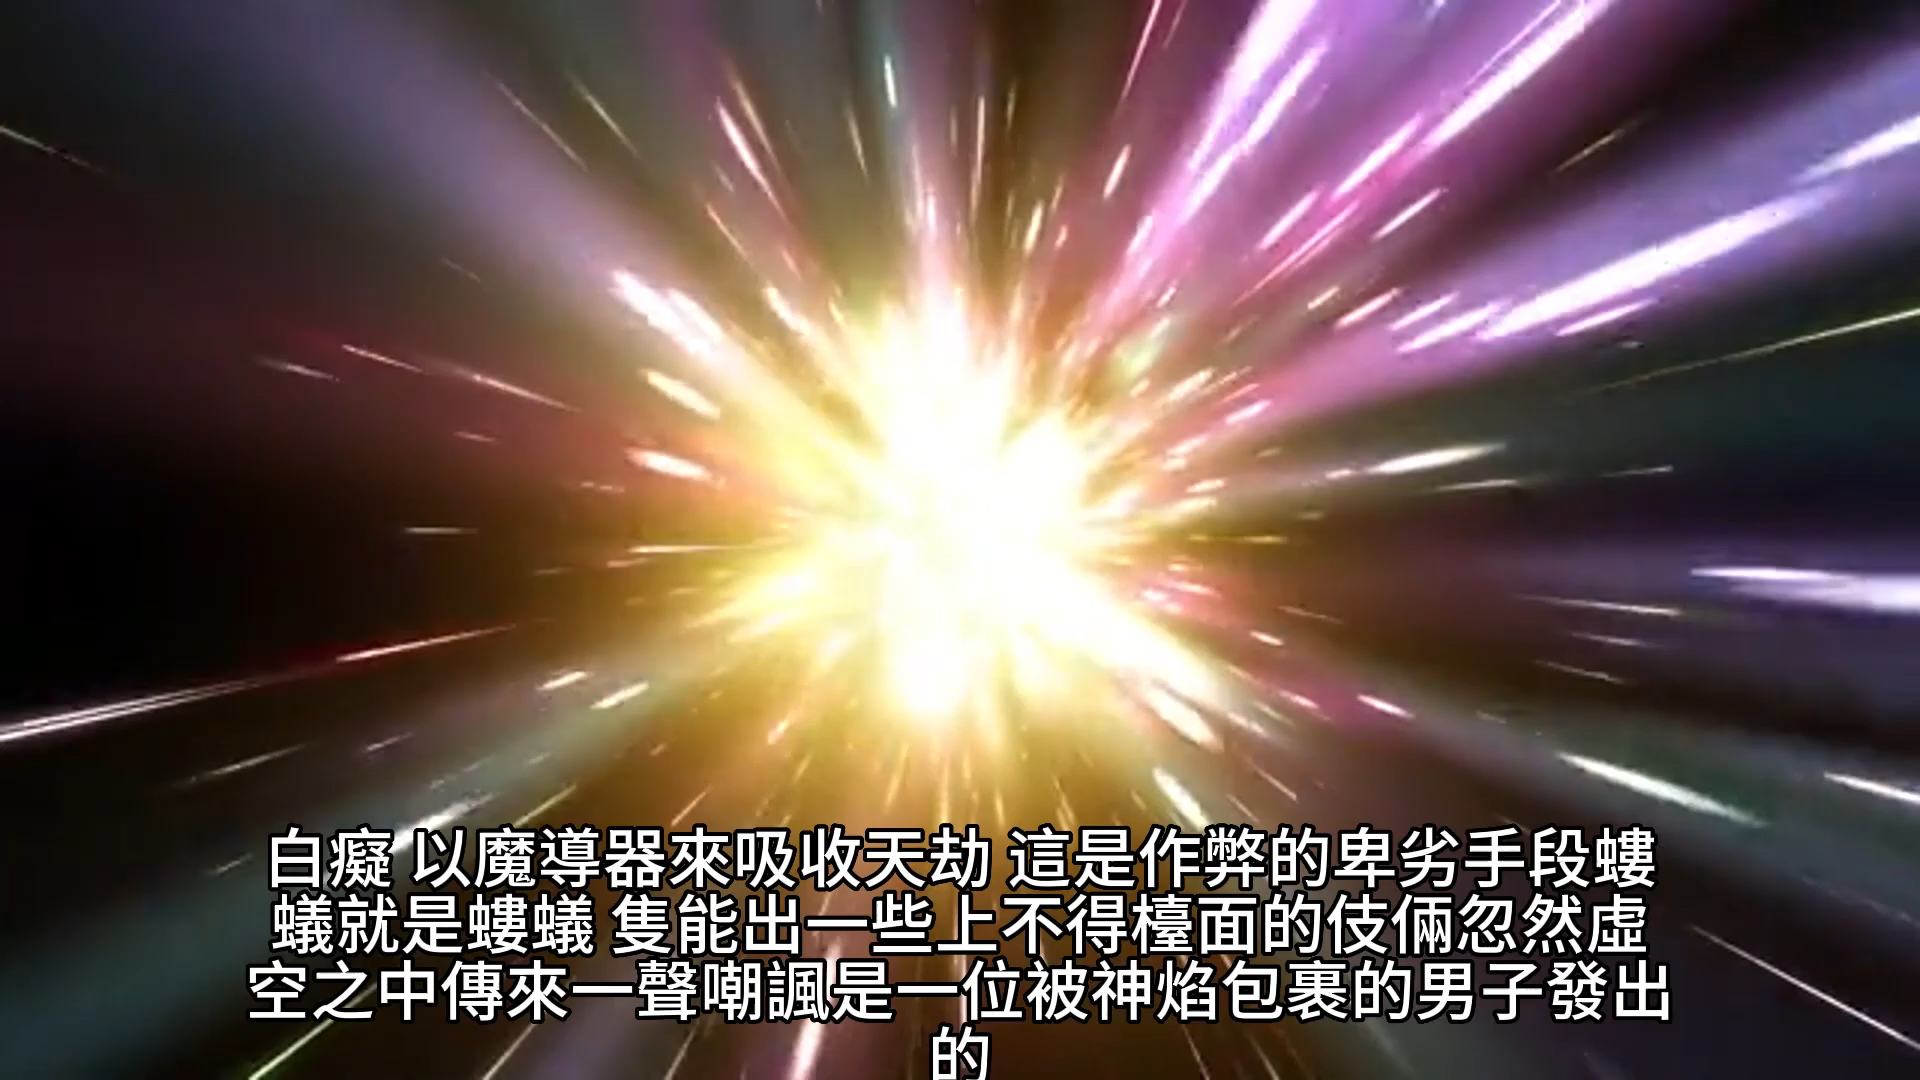 白癡 以魔導器來吸收天劫 這是作弊的卑劣手段螻
蟻就是螻蟻 隻能出一些上不得檯面的伎倆忽然虛
空之中傳來一聲嘲諷是一位被神焰包裹的男子發出
的